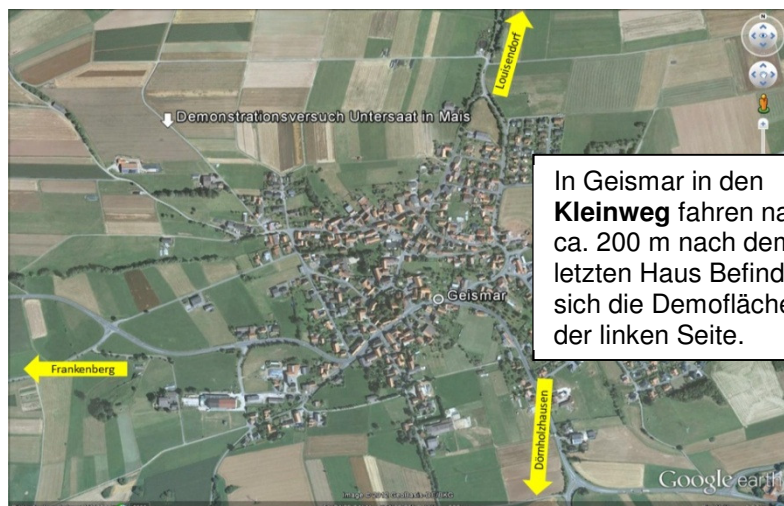 Louisendorf
Demonstrationsversuch Untersaat in Mais
In Geismar in den
Kleinweg fahren na
ca. 200 m nach den
letzten Haus Befind
sich die Demofläche
der linken Seite.
Geismar
Frankenberg
Dörnholzhausen
Google earth